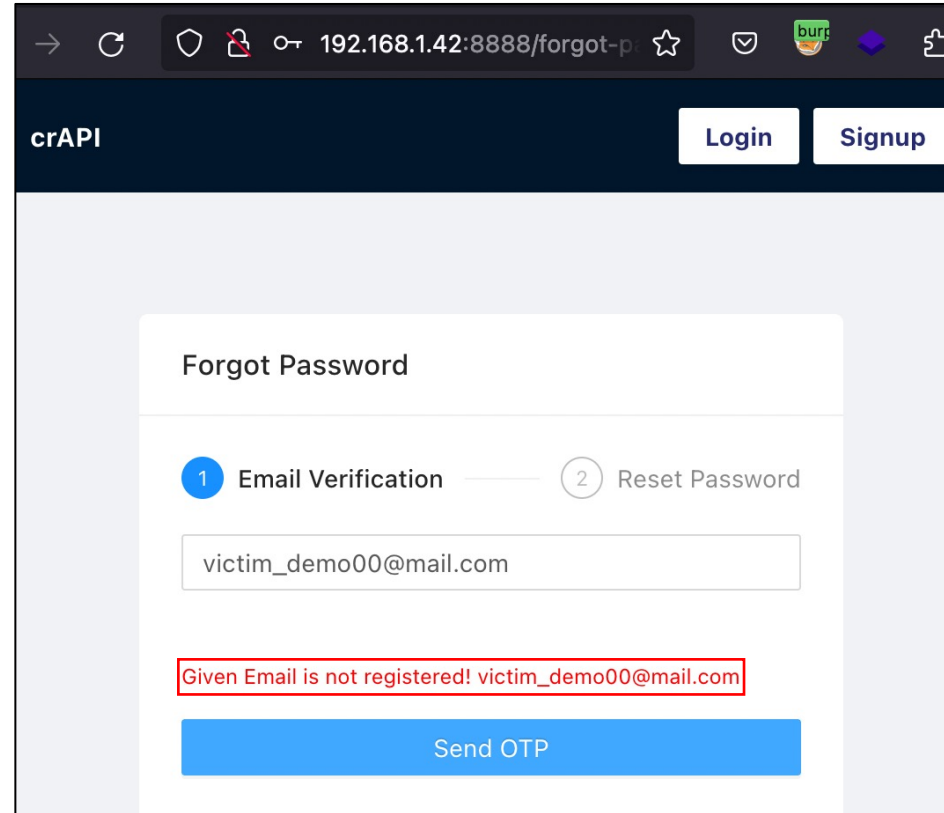 burp
192.168.1.42:8888/forgot-p
crAPI
Login
Signup
Forgot Password
1 Email Verification
2 Reset Password
victim_demo00@mail.com
Given Email is not registered! victim_demo00@mail.com
Send OTP